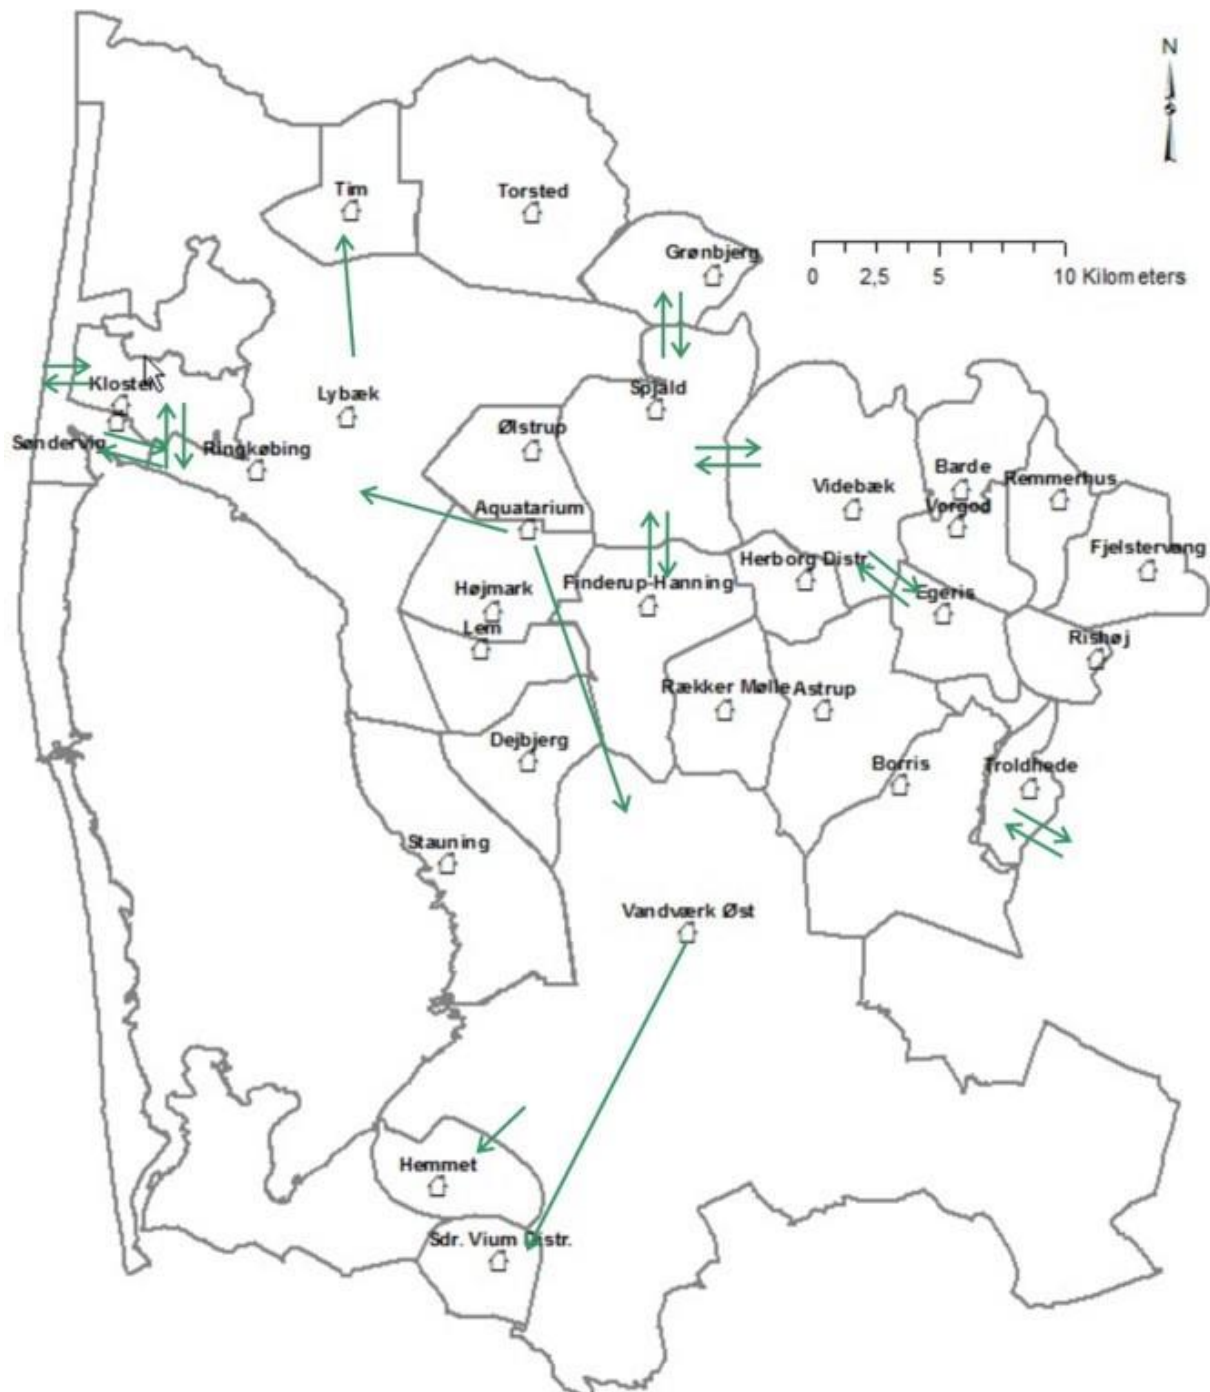 N
S
Tim
Torsted
Grønbjerg
0 2,5 5 10 Kilometers
Kloster
Lybæk
Spjald
Søndervig
Ringkøbing
Ølstrup
Videbæk
Barde
Remmerhus
Aquatarium
Vorgod
Fjelstervang
Højmark
Finderup-Hanning
Herborg Distr.
Egeris
Lem
Rishøj
Rækker Mølle
Astrup
Dejbjerg
Borris
Troldhede
Stauning
Vandværk Øst
Hemmet
Sdr. Vium Distr.